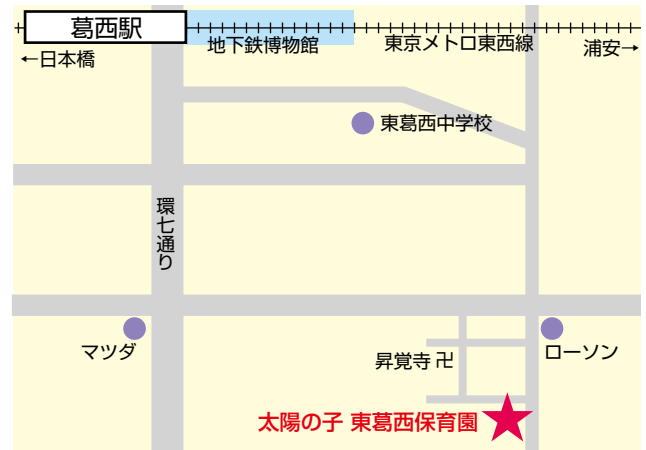 葛西駅
地下鉄博物館
東京メトロ東西線
浦安→
←日本橋
東葛西中学校
環七通り
マツダ
昇覚寺卍
ローソン
太陽の子 東葛西保育園